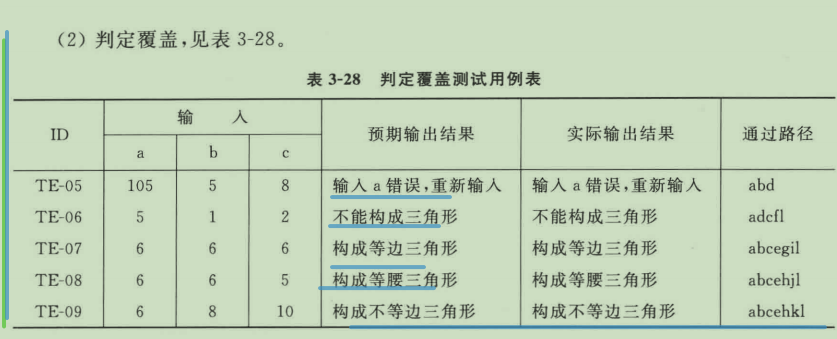 （2）判定覆盖，见表 3-28。
表 3-28 判定覆盖测试用例表
ID 输 入 预期输出结果 实际输出结果 通过路径
a b c
TE-05 105 5 8 输入 a 错误，重新输入 输入 a 错误，重新输入 abd
TE-06 5 1 2 不能构成三角形 不能构成三角形 adcfl
TE-07 6 6 6 构成等边三角形 构成等边三角形 abcegil
TE-08 6 6 5 构成等腰三角形 构成等腰三角形 abcehjl
TE-09 6 8 10 构成不等边三角形 构成不等边三角形 abcehkl